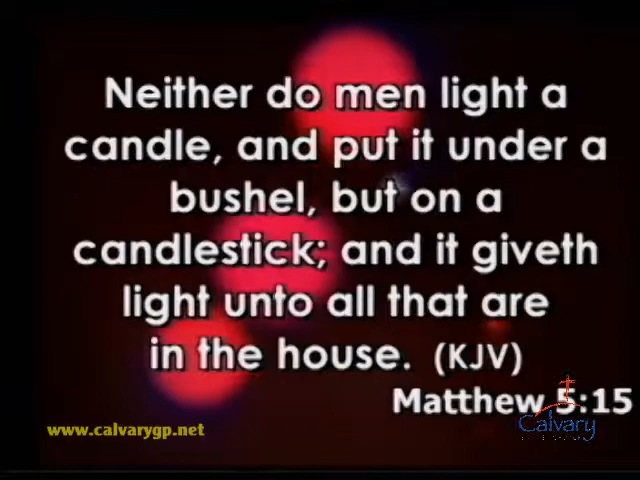 Neither do men light a
candle, and put it under a
bushel, but on a
candlestick; and it giveth
light unto all that are
in the house. (KJV)
Matthew 5:15
www.calvarygp.net
Calvary